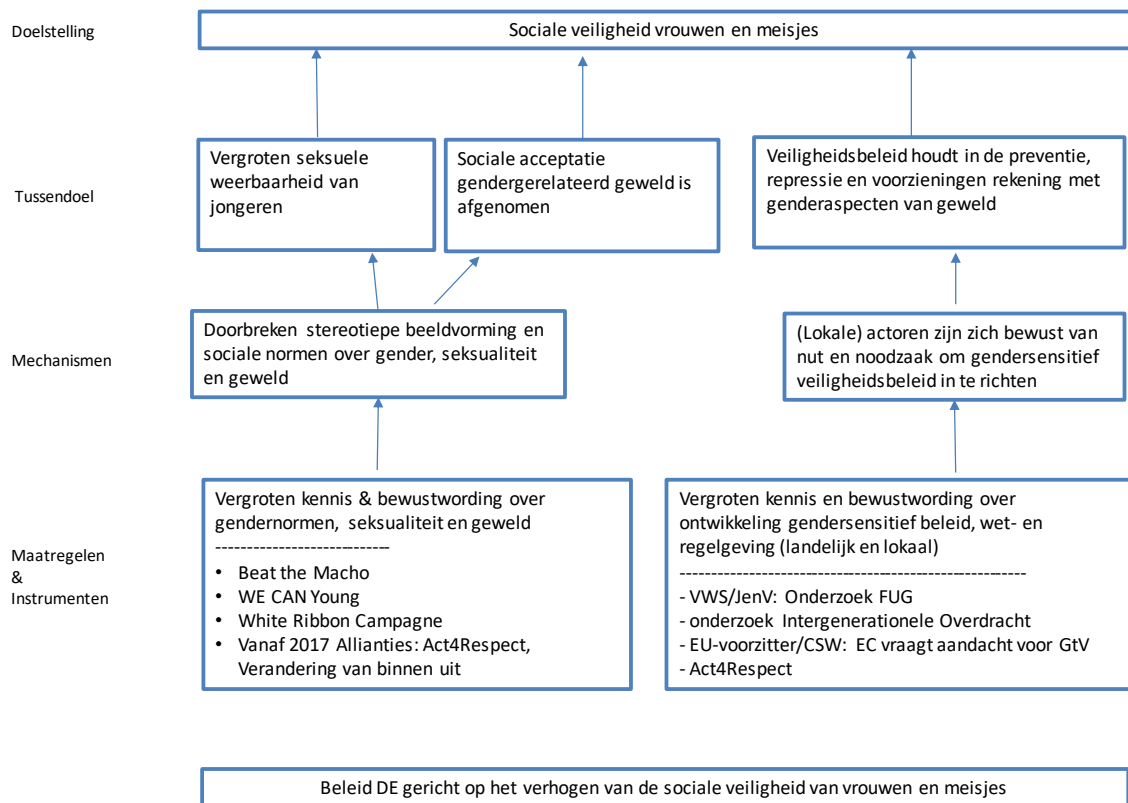 Doelstelling
Sociale veiligheid vrouwen en meisjes
Tussendoel
Vergroten seksuele
weerbaarheid van
jongeren
Sociale acceptatie
gendergerelateerd geweld is
afgenomen
Veiligheidsbeleid houdt in de preventie,
repressie en voorzieningen rekening met
genderaspecten van geweld
Mechanismen
Doorbreken stereotiepe beeldvorming en
sociale normen over gender, seksualiteit
en geweld
(Lokale) actoren zijn zich bewust van
nut en noodzaak om gendersensitief
veiligheidsbeleid in te richten
Maatregelen
&
Instrumenten
Vergroten kennis & bewustwording over
gendernormen, seksualiteit en geweld
----------------------------
• Beat the Macho
• WE CAN Young
• White Ribbon Campagne
• Vanaf 2017 Allianties: Act4Respect,
Verandering van binnen uit
Vergroten kennis en bewustwording over
ontwikkeling gendersensitief beleid, wet- en
regelgeving (landelijk en lokaal)
-------------------------------------------------------
- VWS/JenV: Onderzoek FUG
- onderzoek Intergenerationele Overdracht
- EU-voorzitter/CSW: EC vraagt aandacht voor GtV
- Act4Respect
Beleid DE gericht op het verhogen van de sociale veiligheid van vrouwen en meisjes